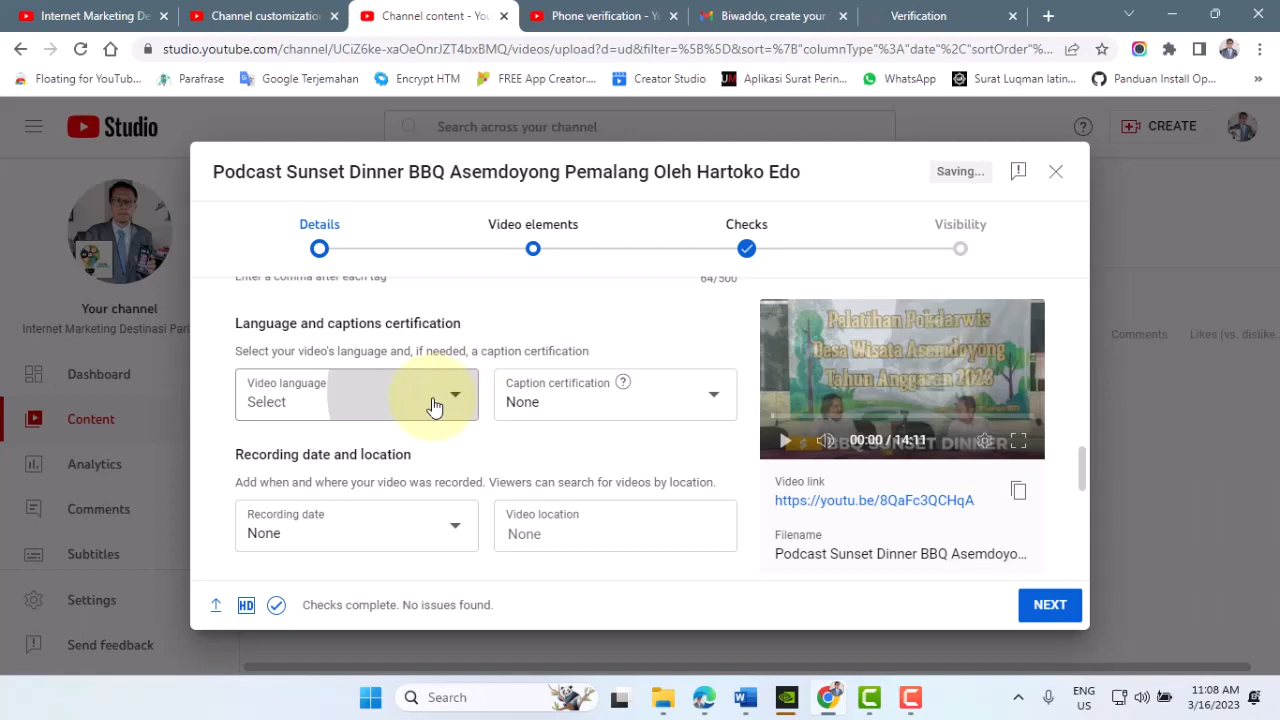 Internet Marketing De
Channel customization
Channel content - Yo
Phone verification - Yo
Biwaddo, create your
Verification
studio.youtube.com/channel/UCiZ6ke-xaOeOnrJZT4bxBMQ/videos/upload?d=ud&filter=%5B%5D&sort=%7B"columnType"%3A"date"%2C"sortOrder"%...
Floating for YouTub...
Parafrase
Google Terjemahan
Encrypt HTM
FREE App Creator....
Creator Studio
Aplikasi Surat Perin...
WhatsApp
Surat Luqman latin...
Panduan Install Op...
Studio
Search across your channel
CREATE
Podcast Sunset Dinner BBQ Asemdoyong Pemalang Oleh Hartoko Edo
Saving...
Details
Video elements
Checks
Visibility
Enter a comma after each tag
64/500
Language and captions certification
Select your video's language and, if needed, a caption certification
Video language
Select
Caption certification
None
Recording date and location
Add when and where your video was recorded. Viewers can search for videos by location.
Recording date
None
Video location
None
Pelatihan Pokdarwis
Desa Wisata Asemdoyong
Tahun Anggaran 2023
00:00 / 14:11
BBQ SUNSET DINNER
Video link
https://youtu.be/8QaFc3QCHqA
Filename
Podcast Sunset Dinner BBQ Asemdoyo...
HD
Checks complete. No issues found.
NEXT
Your channel
Internet Marketing Destinasi Pari
Dashboard
Content
Analytics
Comments
Subtitles
Settings
Send feedback
Comments
Likes (vs. dislike
Search
ENG
US
11:08 AM
3/16/2023